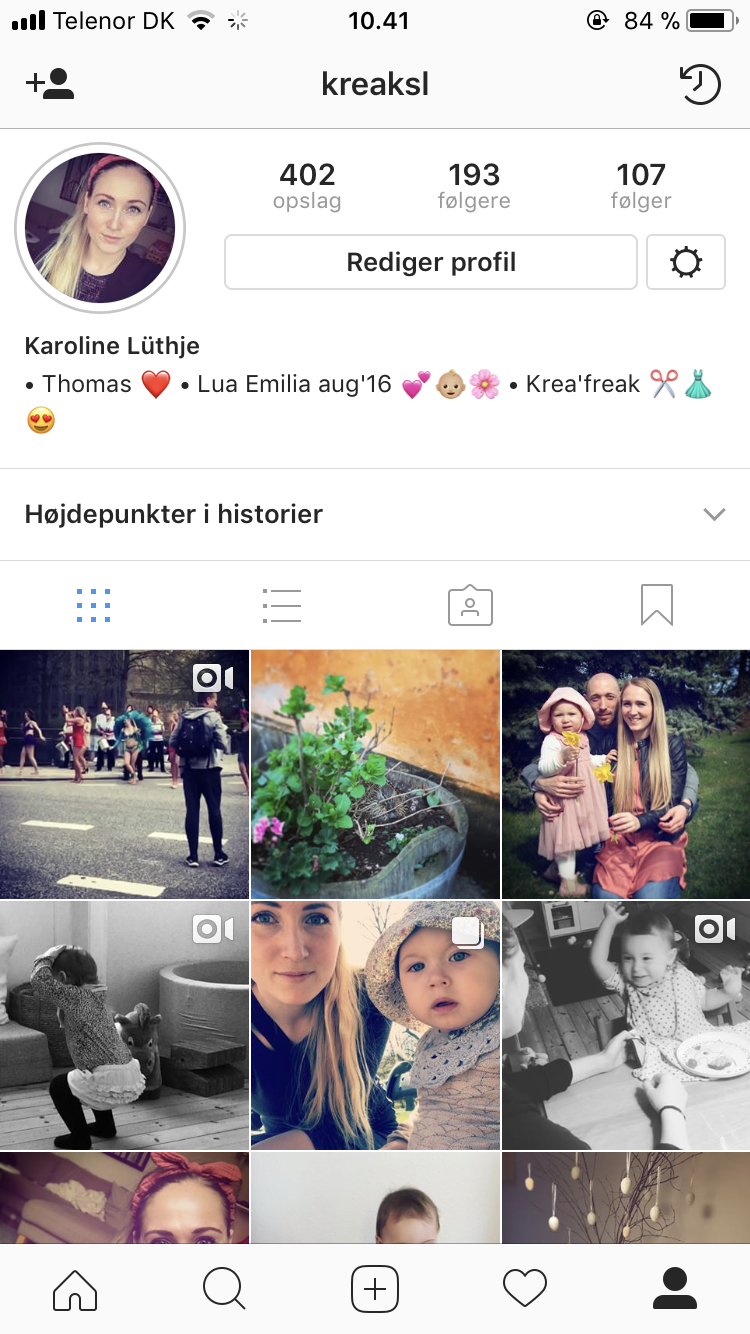 Telenor DK 10.41 84 %
kreaksl
402 193 107
opslag følgere følger
Rediger profil
Karoline Lüthje
• Thomas ❤️ • Lua Emilia aug'16 💕👶🏼🌸 • Krea'freak ✂️👗
😍
Højdepunkter i historier